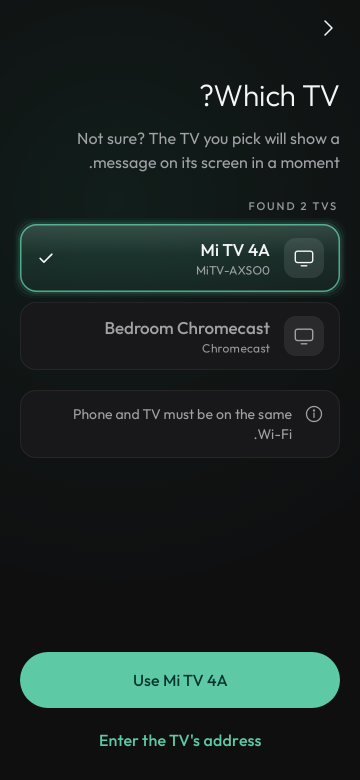 ?Which TV
Not sure? The TV you pick will show a
.message on its screen in a moment
FOUND 2 TVS
Mi TV 4A
MiTV-AXSO0
Bedroom Chromecast
Chromecast
Phone and TV must be on the same
.Wi-Fi
Use Mi TV 4A
Enter the TV's address